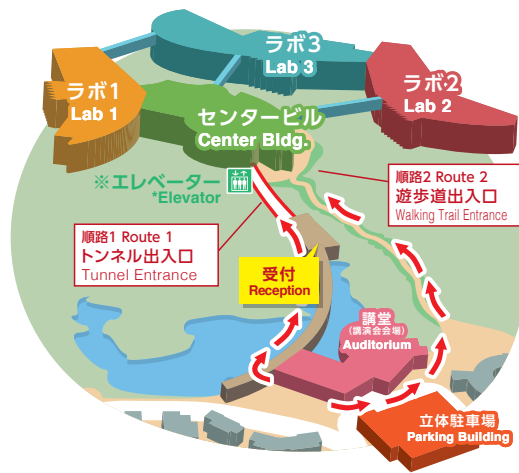 ラボ3
Lab 3
ラボ1
Lab 1
ラボ2
Lab 2
センタービル
Center Bldg.
※エレベーター
*Elevator
順路2 Route 2
遊歩道出入口
Walking Trail Entrance
順路1 Route 1
トンネル出入口
Tunnel Entrance
受付
Reception
講堂
（講演会会場）
Auditorium
立体駐車場
Parking Building